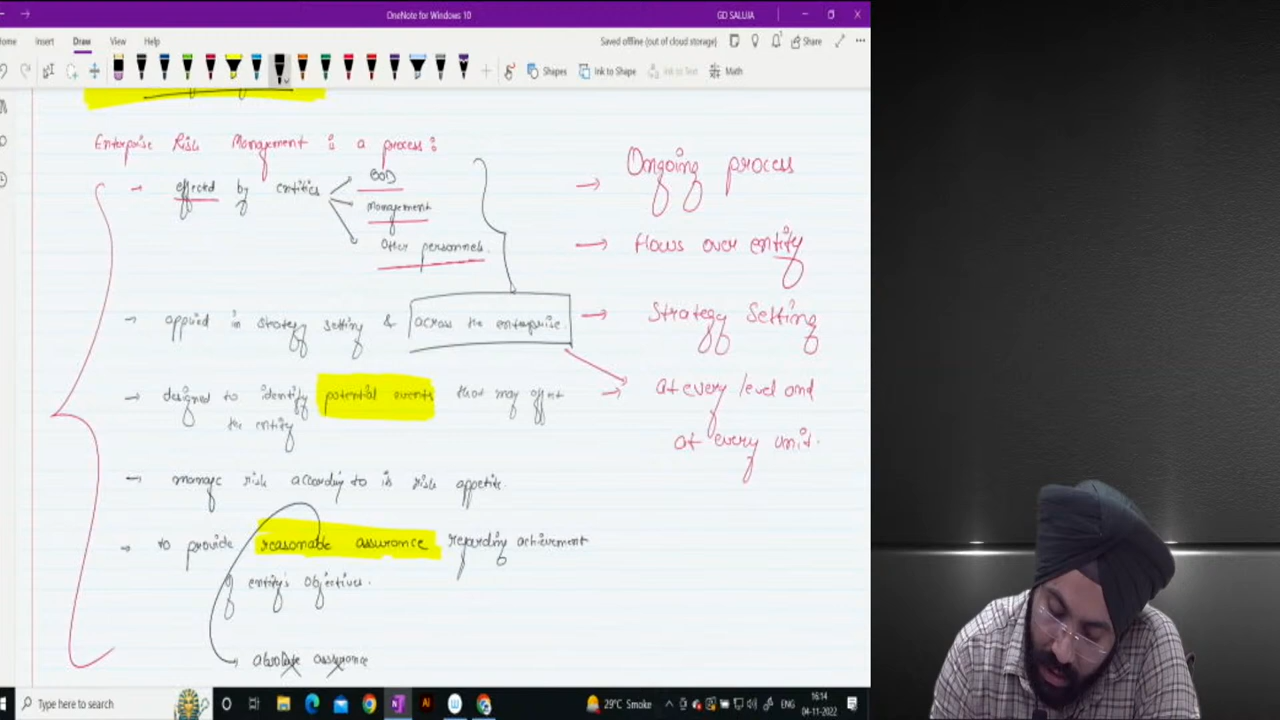 OneNote for Windows 10
GD SALUJA
Home Insert Draw View Help
Saved offline (out of cloud storage)
Share
Shapes
Ink to Shape
Ink to Text
Math
Enterprise Risk Management is a process:
→ effected by entities
BOD
Management
Other personnels.
→ applied in strategy setting & across the enterprise.
→ designed to identify potential events that may affect
the entity
→ manage risk according to its risk appetite.
→ to provide reasonable assurance regarding achievement
of entity's objectives.
absolute assurance
→ Ongoing process
→ flows over entity
→ Strategy Setting
→ at every level and
at every unit.
Type here to search
29°C Smoke
ENG
16:14
04-11-2022